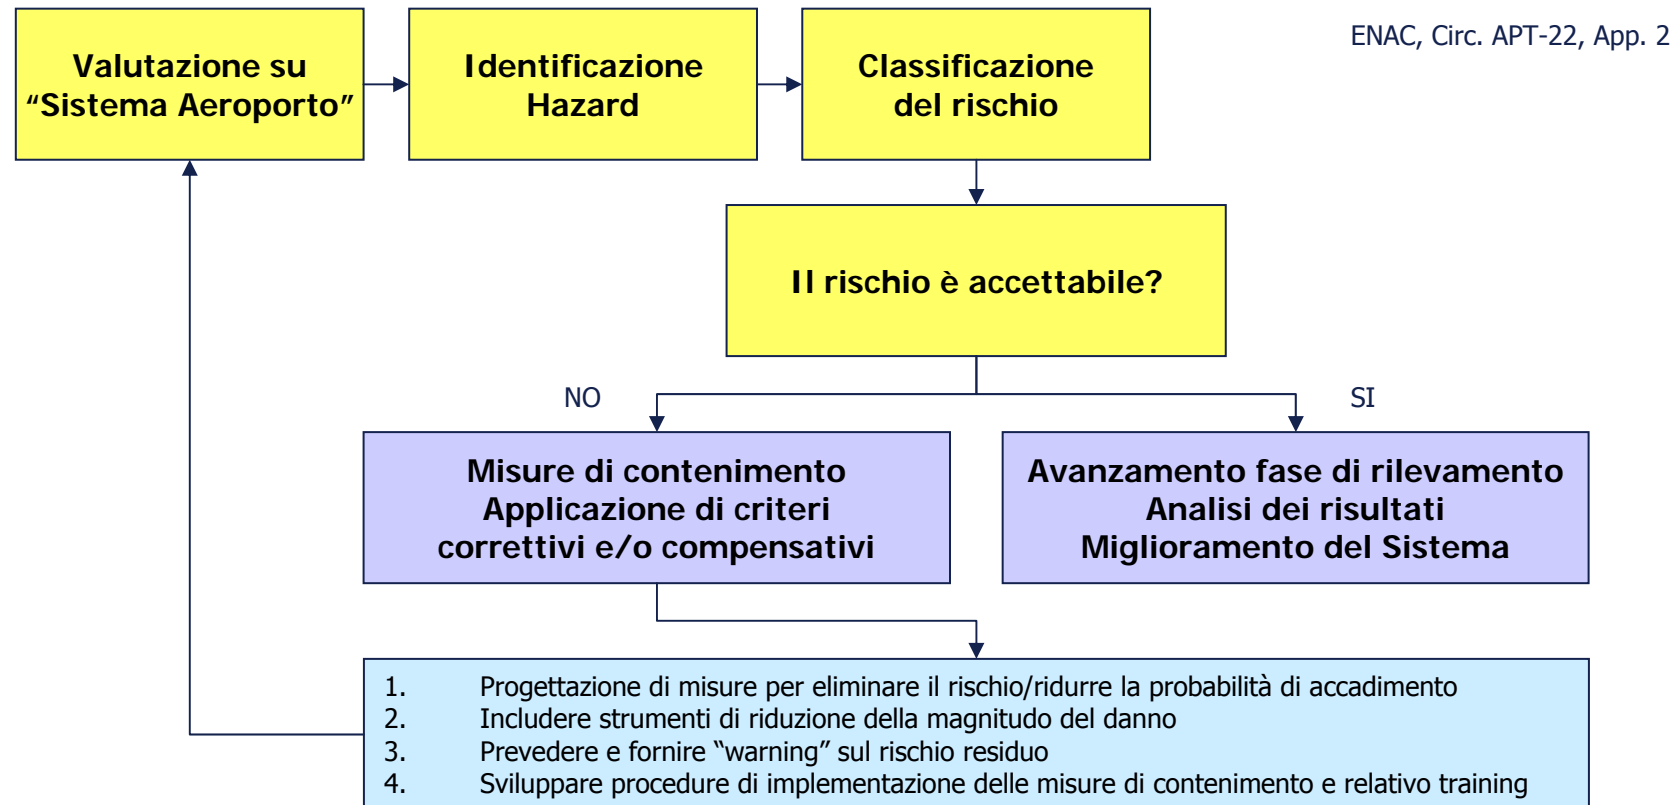 ENAC, Circ. APT-22, App. 2
Valutazione su
“Sistema Aeroporto”
Identificazione
Hazard
Classificazione
del rischio
Il rischio è accettabile?
NO
SI
Misure di contenimento
Applicazione di criteri
correttivi e/o compensativi
Avanzamento fase di rilevamento
Analisi dei risultati
Miglioramento del Sistema
1. Progettazione di misure per eliminare il rischio/ridurre la probabilità di accadimento
2. Includere strumenti di riduzione della magnitudo del danno
3. Prevedere e fornire “warning” sul rischio residuo
4. Sviluppare procedure di implementazione delle misure di contenimento e relativo training